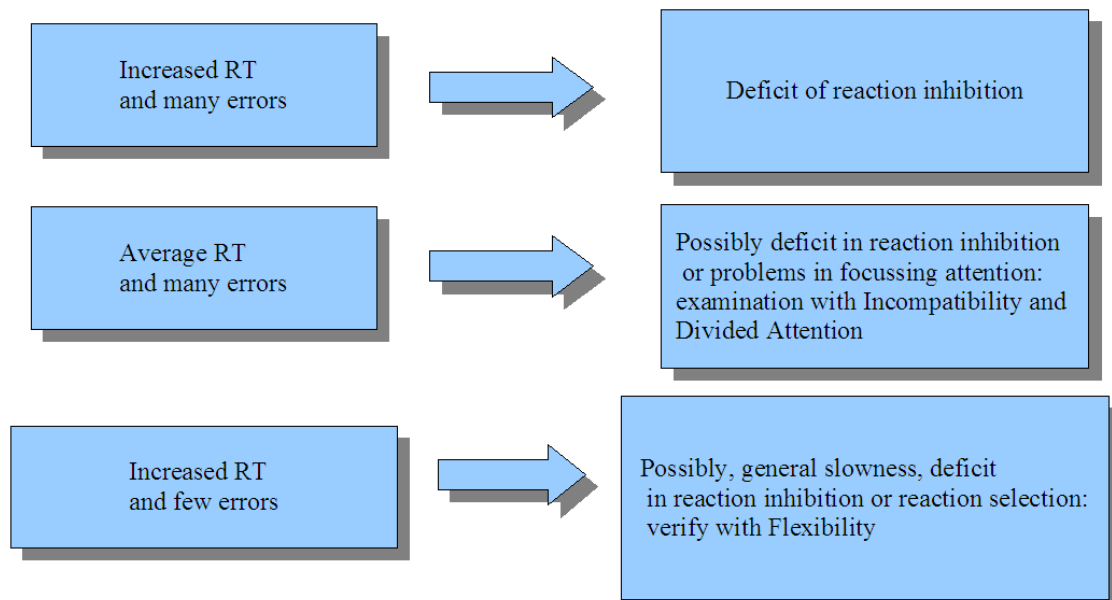 Increased RT
and many errors
Deficit of reaction inhibition
Average RT
and many errors
Possibly deficit in reaction inhibition
or problems in focussing attention:
examination with Incompatibility and
Divided Attention
Increased RT
and few errors
Possibly, general slowness, deficit
in reaction inhibition or reaction selection:
verify with Flexibility